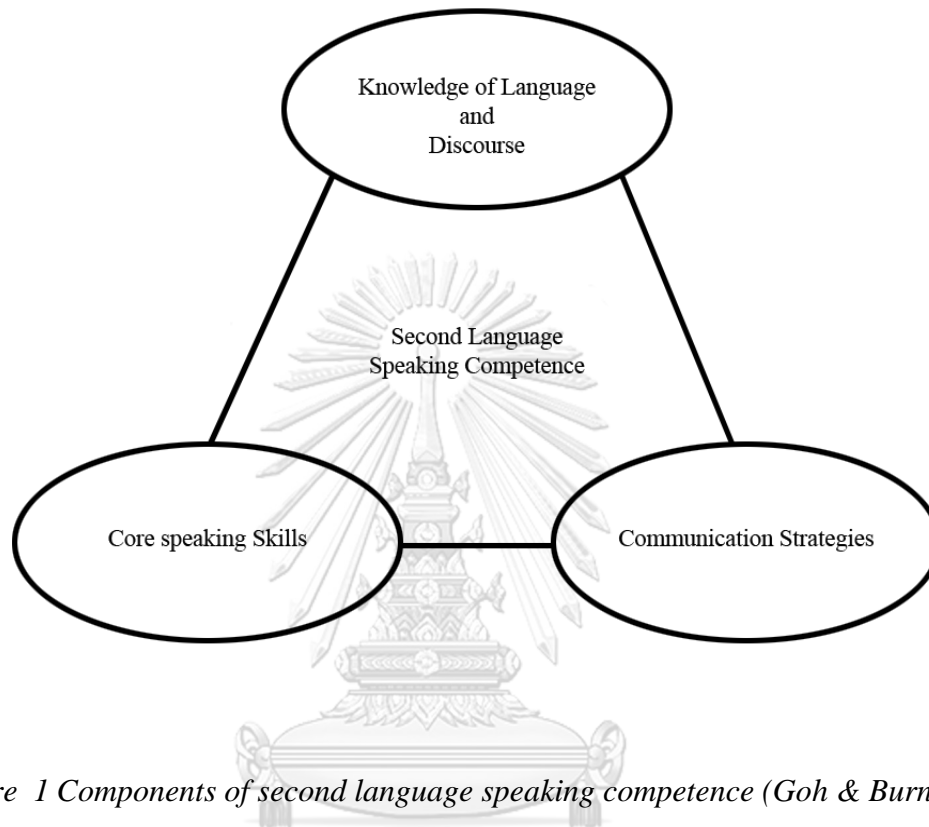 Knowledge of Language
and
Discourse
Second Language
Speaking Competence
Core speaking Skills
Communication Strategies
re 1 Components of second language speaking competence (Goh & Burn